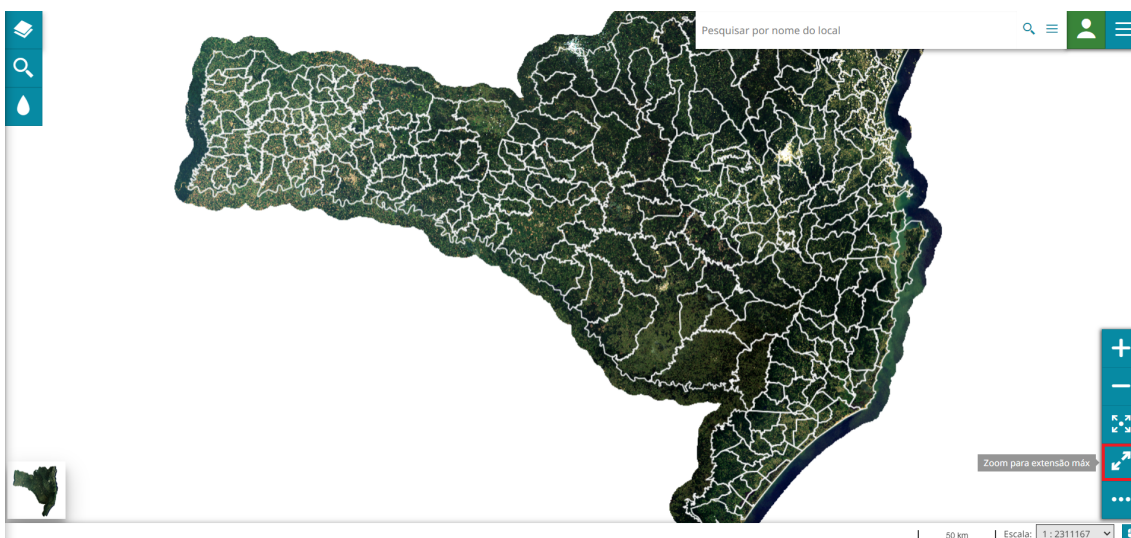 Pesquisar por nome do local
Zoom para extensão máx
50 km
Escala:
1 : 2311167